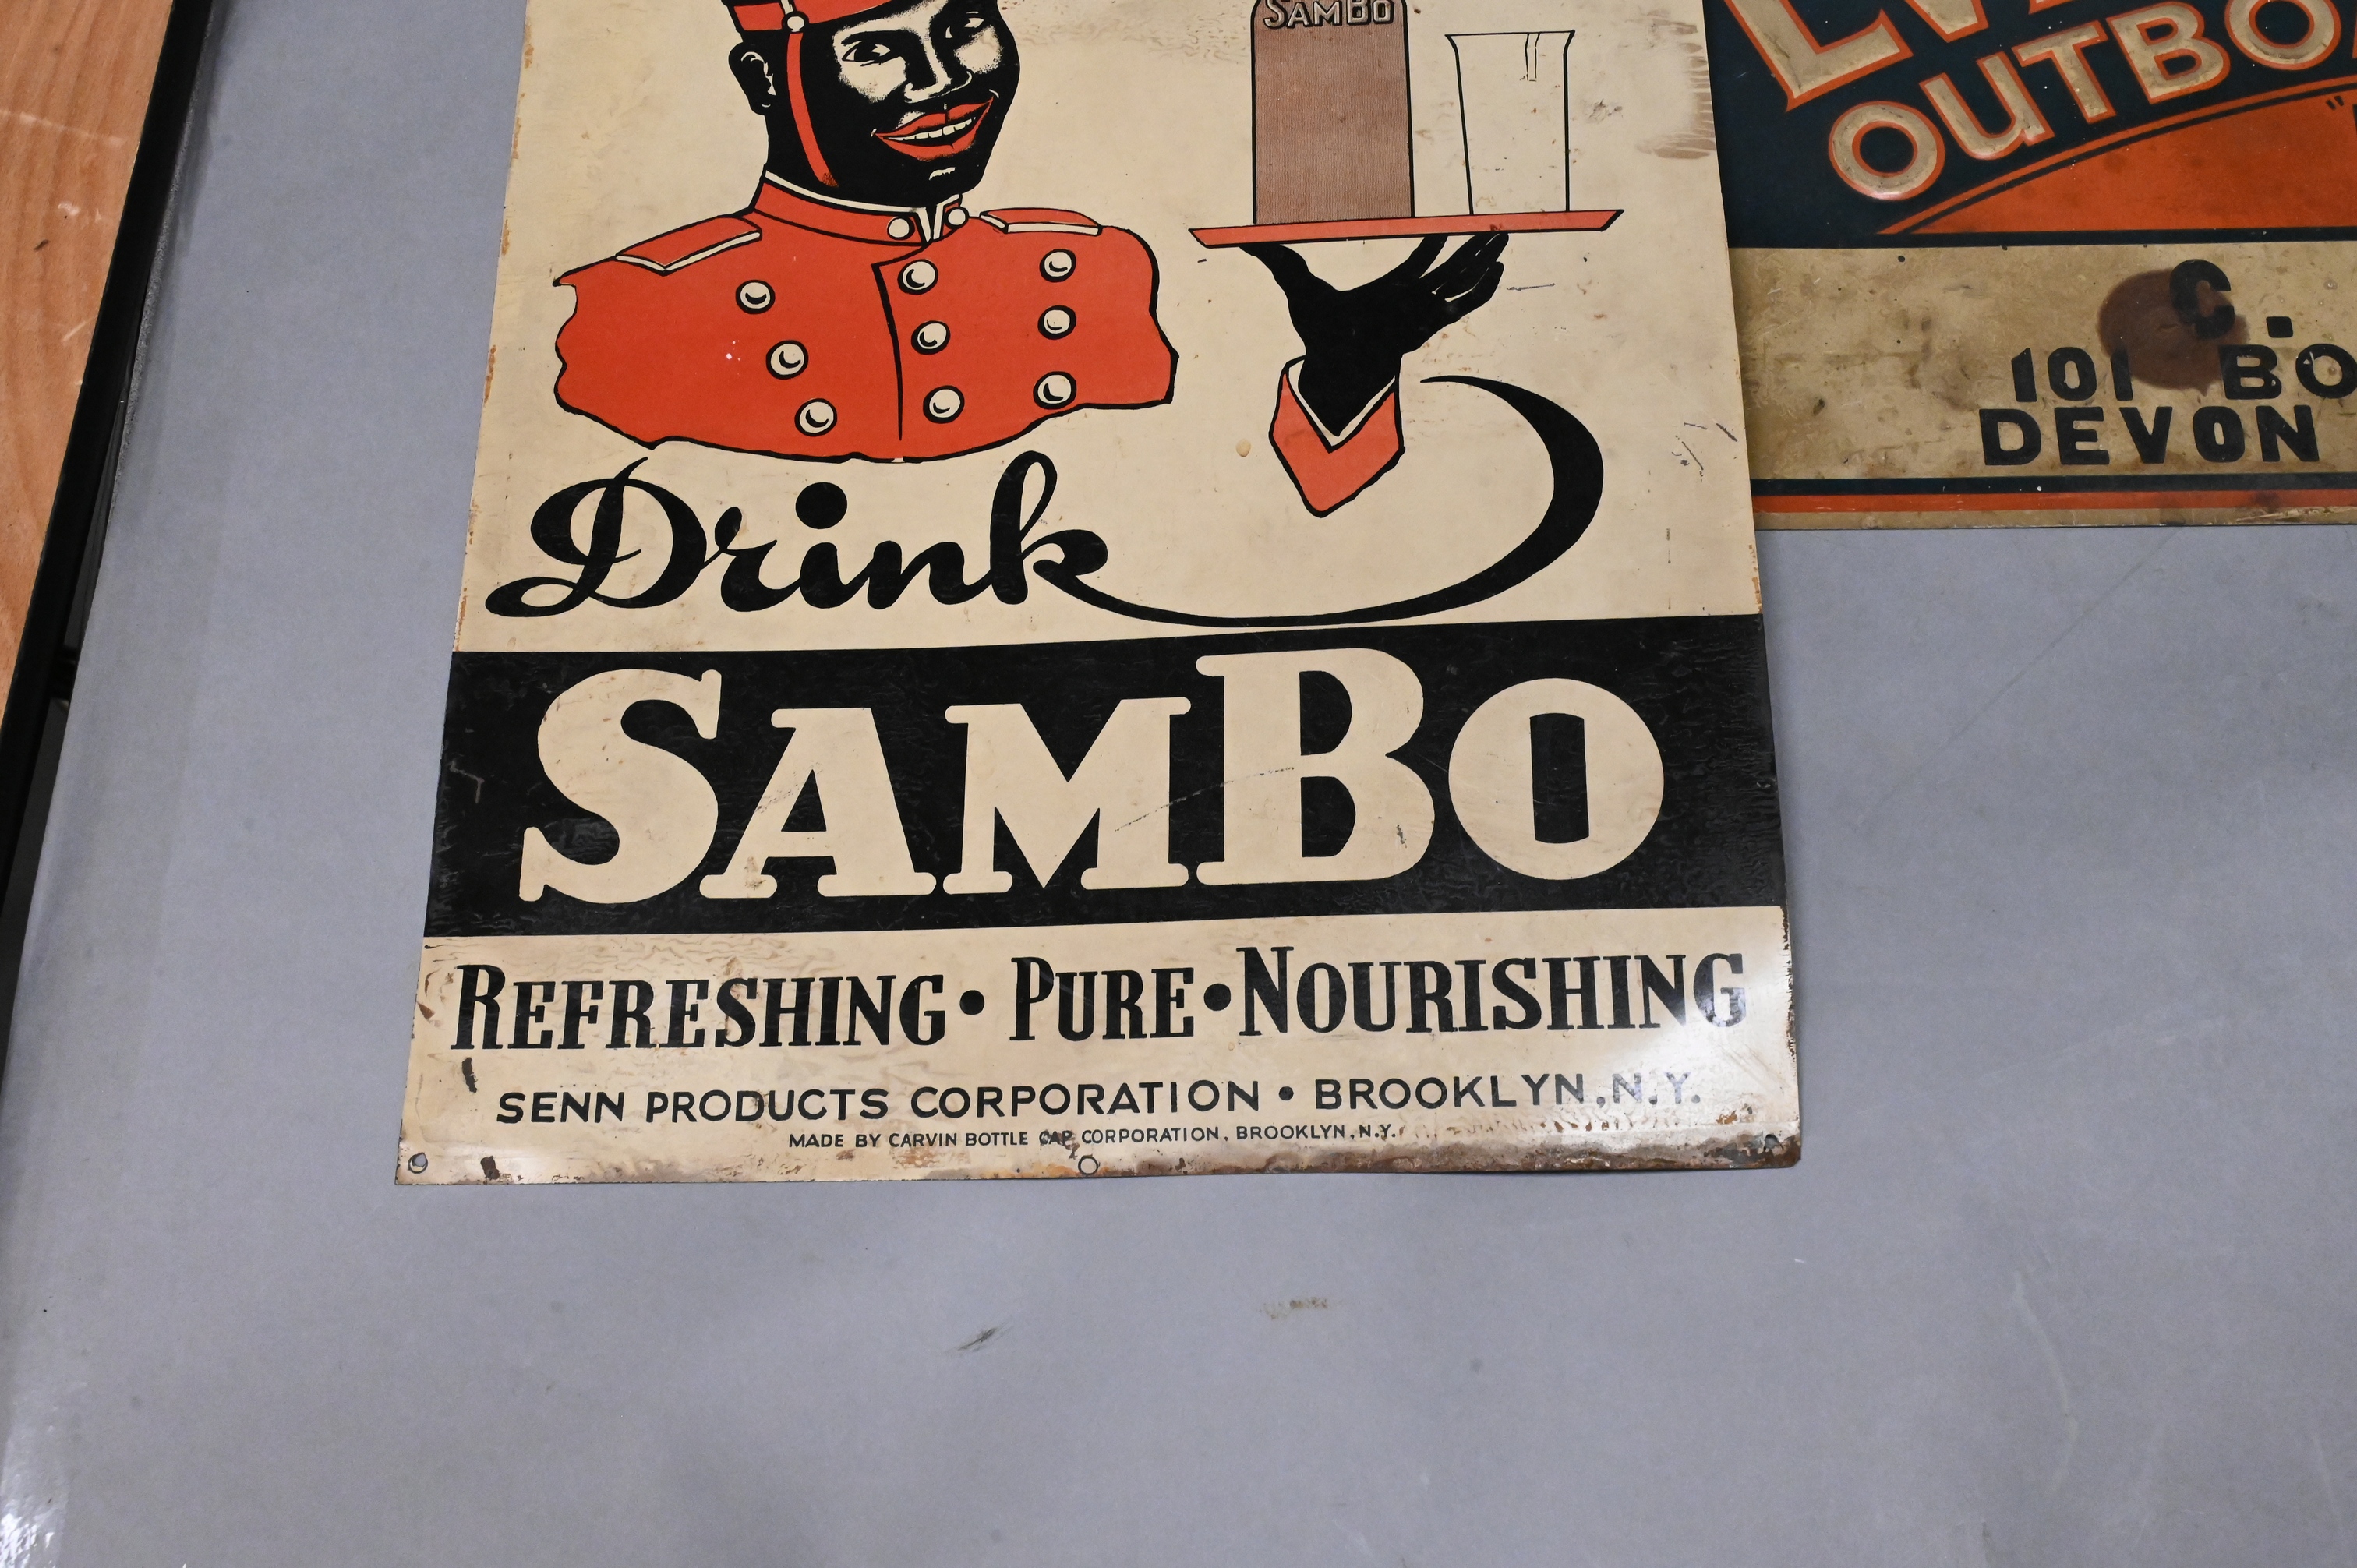 SAMBO
Drink
SAMBO
REFRESHING • PURE • NOURISHING
SENN PRODUCTS CORPORATION • BROOKLYN, N.Y.
MADE BY CARVIN BOTTLE CAP CORPORATION, BROOKLYN, N.Y.
OUTBO
C.
101 BO
DEVON